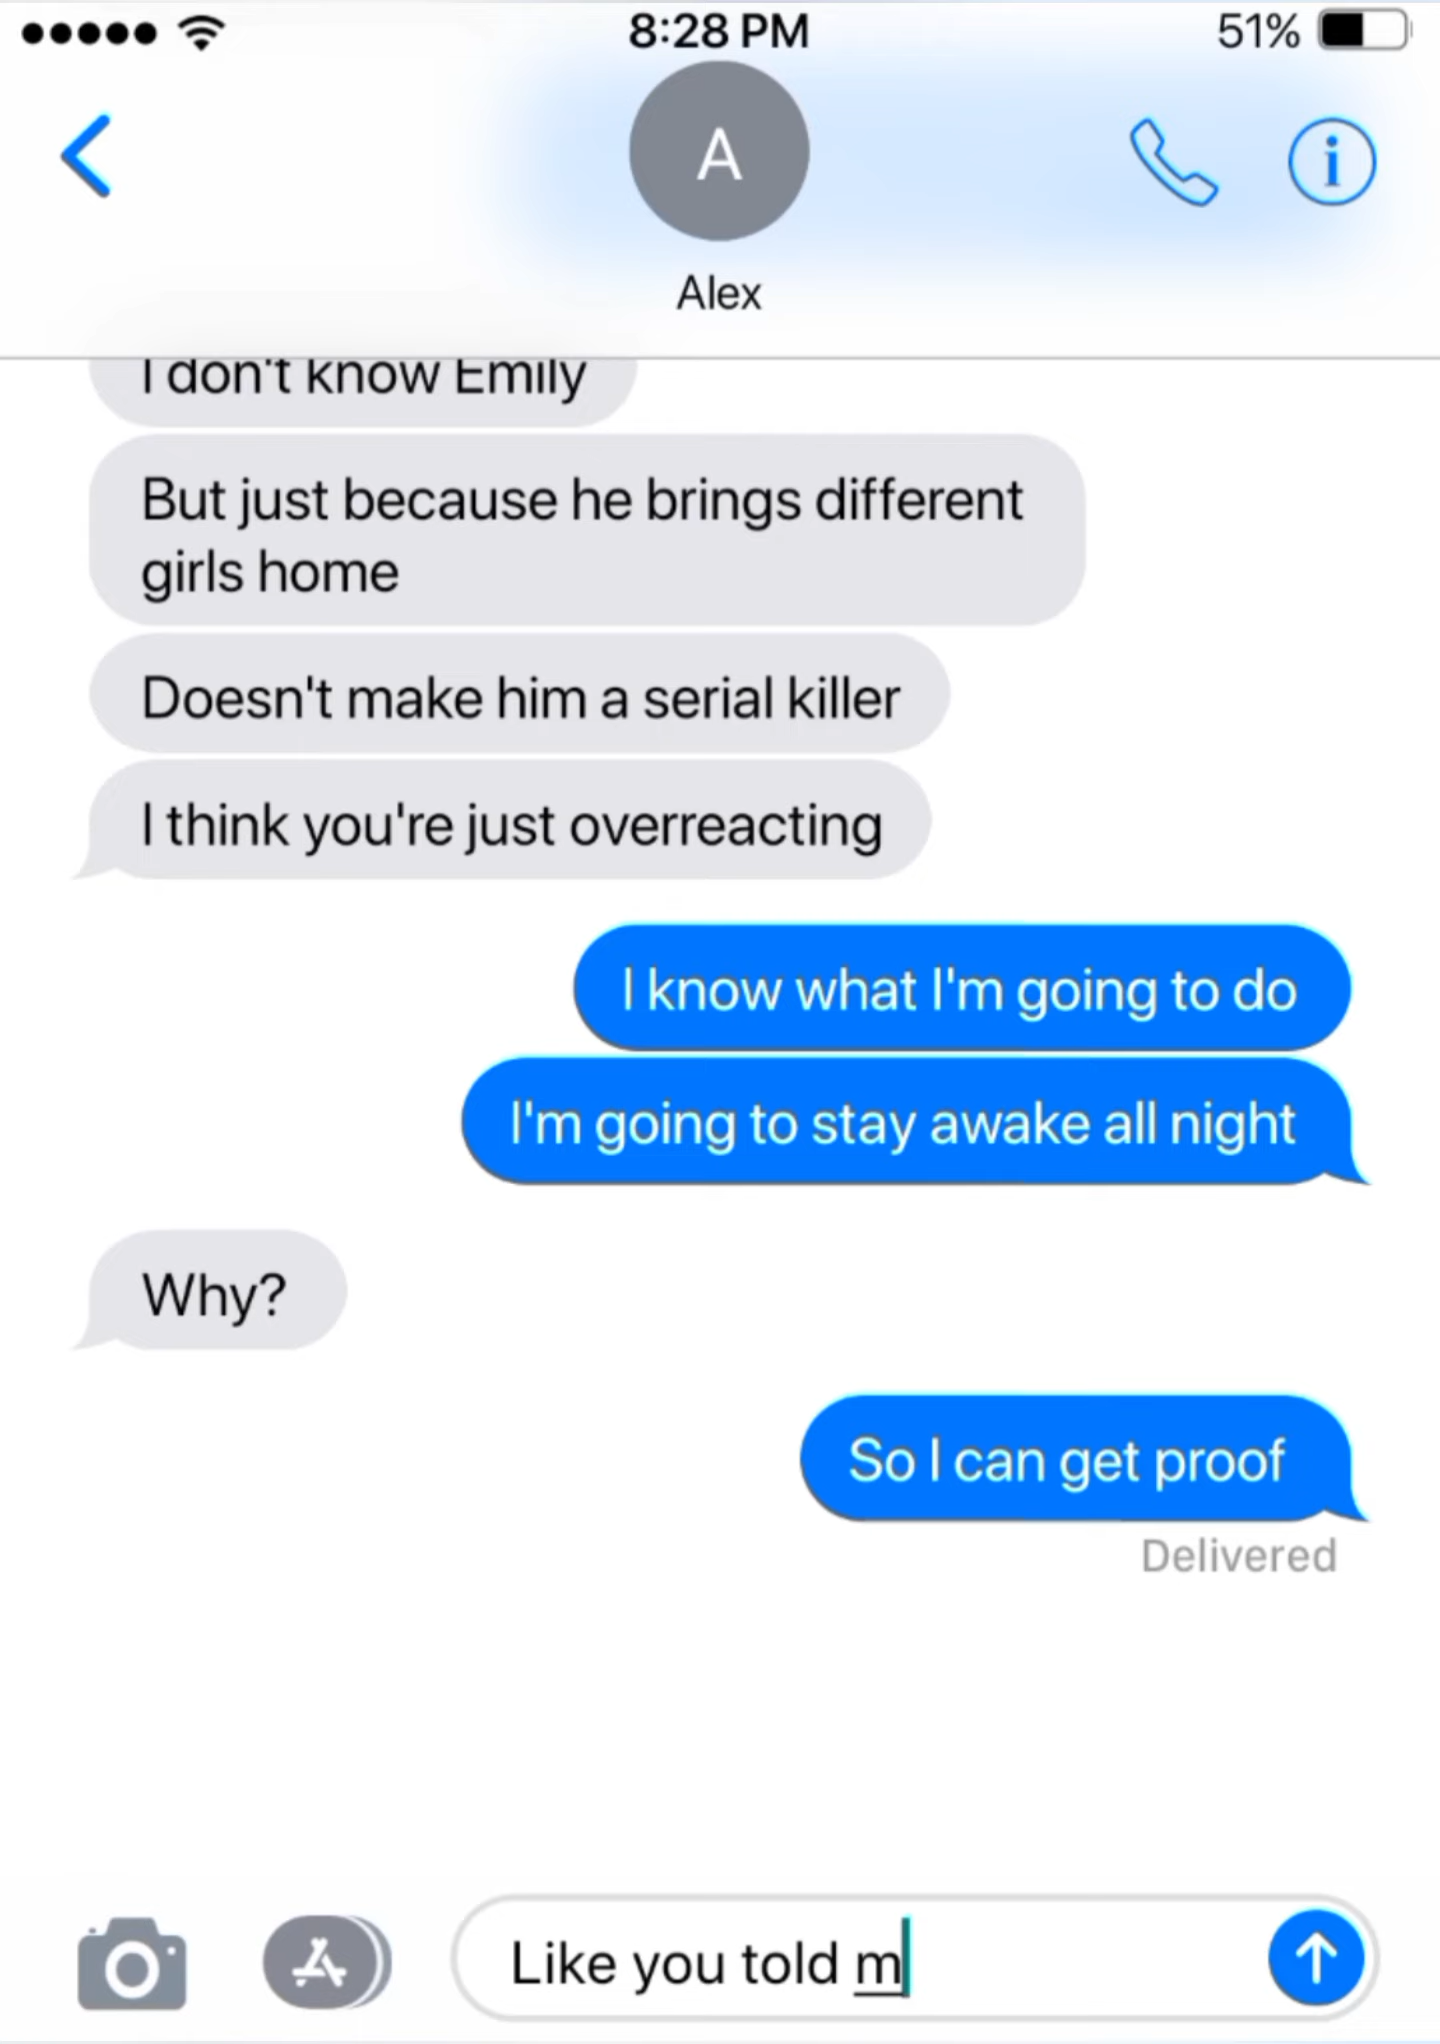 8:28 PM
51%
A
Alex
I don't know Emily
But just because he brings different
girls home
Doesn't make him a serial killer
I think you're just overreacting
I know what I'm going to do
I'm going to stay awake all night
Why?
So I can get proof
Delivered
Like you told m